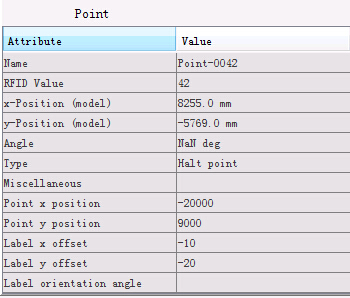 Point
Attribute Value
Name Point-0042
RFID Value 42
x-Position (model) 8255.0 mm
y-Position (model) -5769.0 mm
Angle NaN deg
Type Halt point
Miscellaneous
Point x position -20000
Point y position 9000
Label x offset -10
Label y offset -20
Label orientation angle